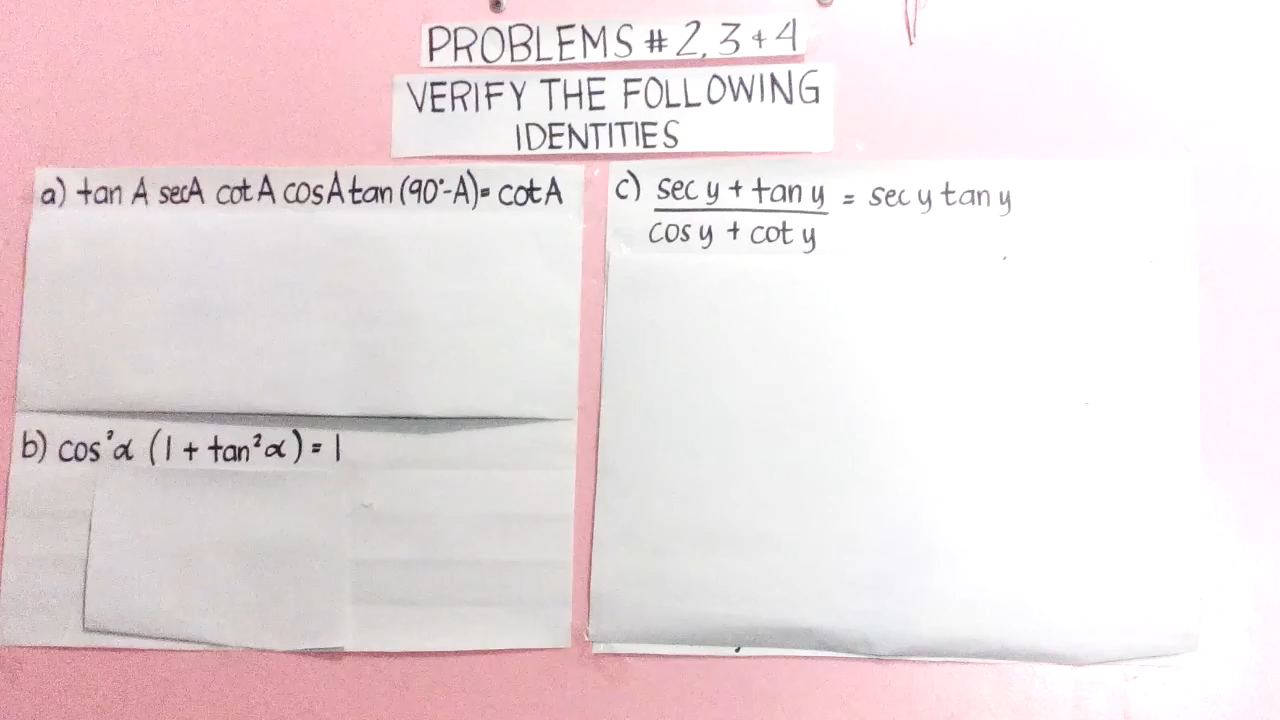 PROBLEMS # 2, 3 + 4
VERIFY THE FOLLOWING
IDENTITIES
a) tan A secA cot A cosA tan (90°-A)= cot A
b) cos²α (1 + tan²α) = 1
c) sec y + tan y = sec y tan y
cos y + cot y